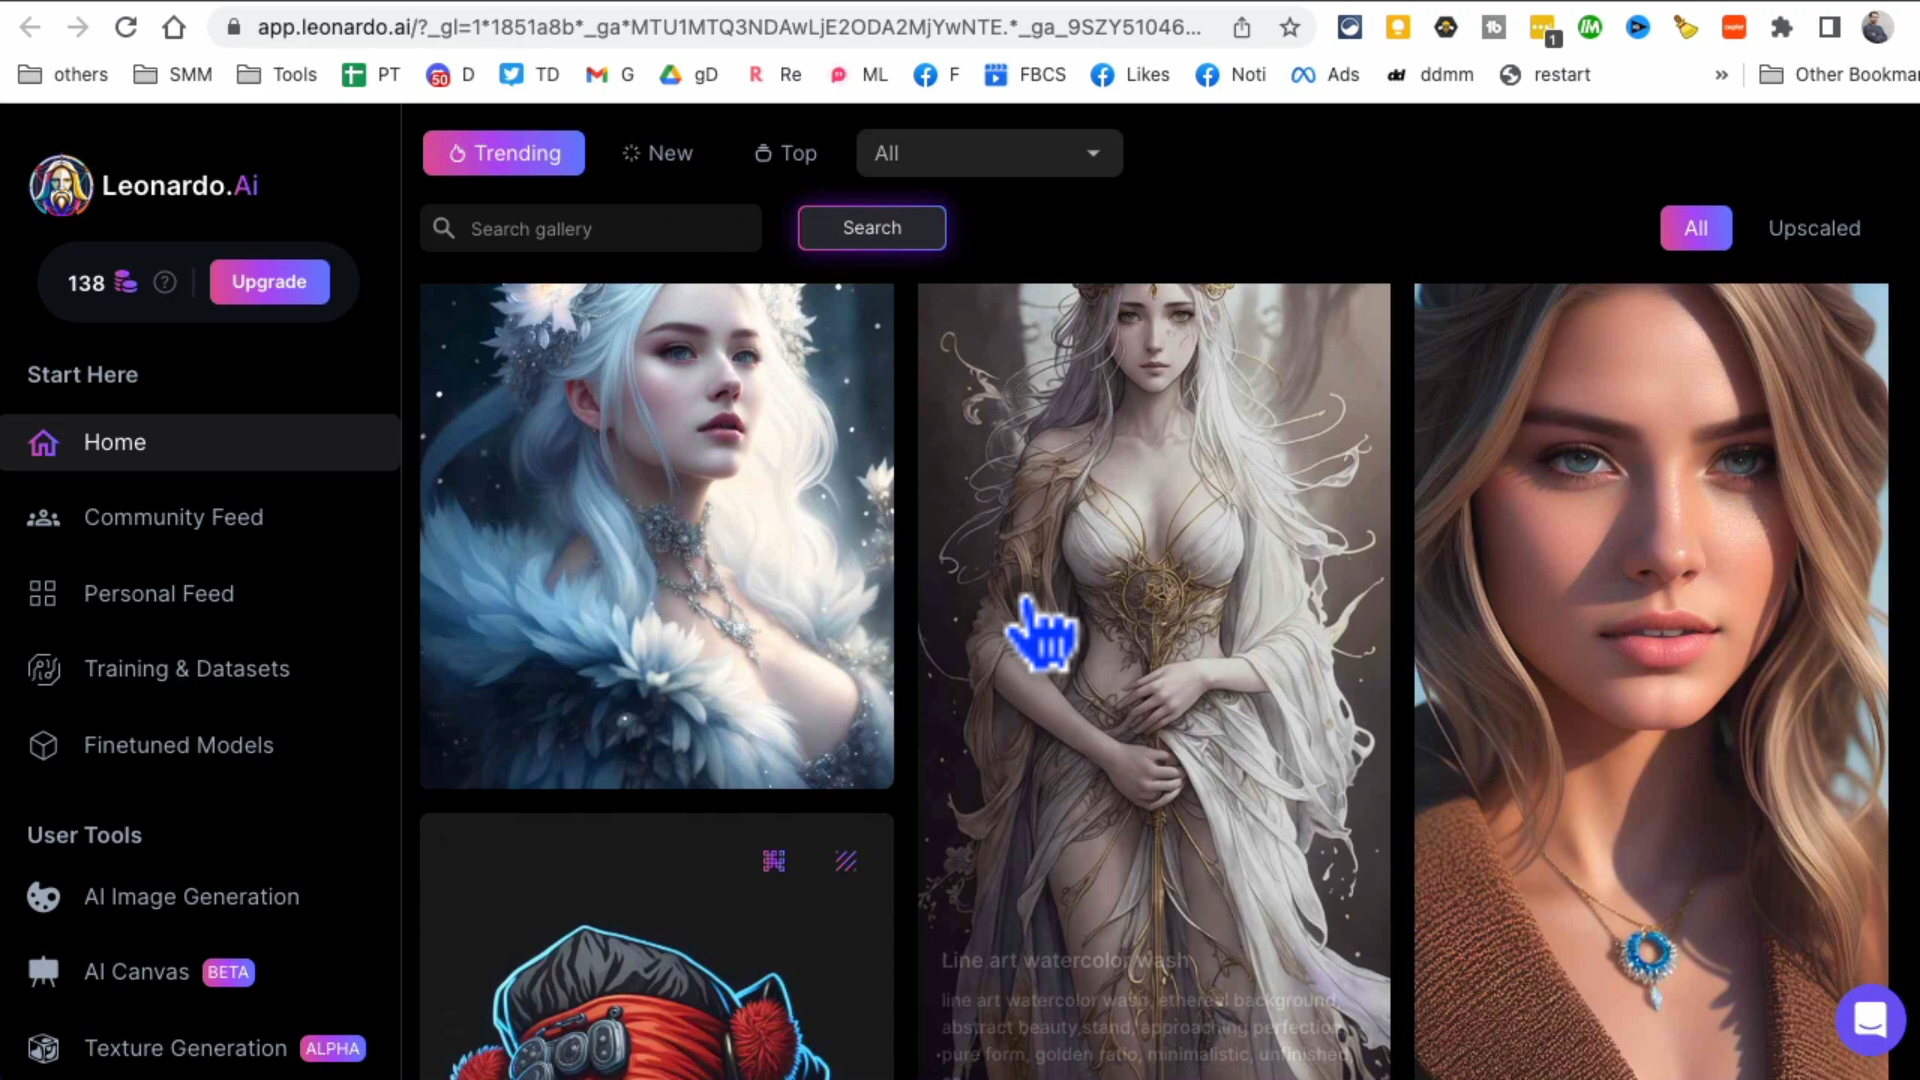 app.leonardo.ai/?_gl=1*1851a8b*_ga*MTU1MTQ3NDAwLjE2ODA2MjYwNTE.*_ga_9SZY51046...
1
others
SMM
Tools
PT
50
D
TD
G
gD
R
Re
ML
F
FBCS
Likes
Noti
Ads
dd
ddmm
restart
»
Other Bookmar
Leonardo.Ai
138
?
Upgrade
Start Here
Home
Community Feed
Personal Feed
Training & Datasets
Finetuned Models
User Tools
AI Image Generation
AI Canvas BETA
Texture Generation ALPHA
Trending
New
Top
All
Search gallery
Search
All
Upscaled
Line art watercolor wash
line art watercolor wash, ethereal background,
abstract beauty,stand, approaching perfection
pure form, golden ratio, minimalistic, unfinished,